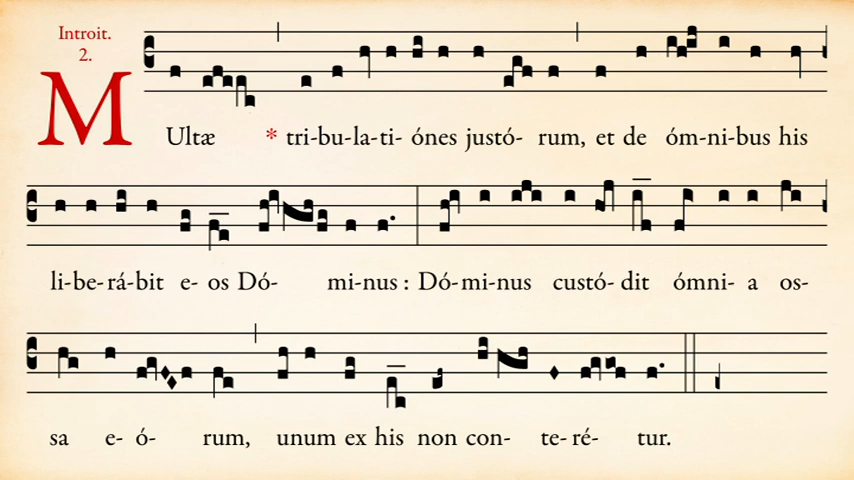 Introit.
2.
MUltæ * tri-bu-la-ti- ónes justó- rum, et de óm-ni-bus his
li-be-rá-bit e- os Dó- mi-nus : Dó-mi-nus custó-dit ómni- a os-
sa e- ó- rum, unum ex his non con- te-ré- tur.